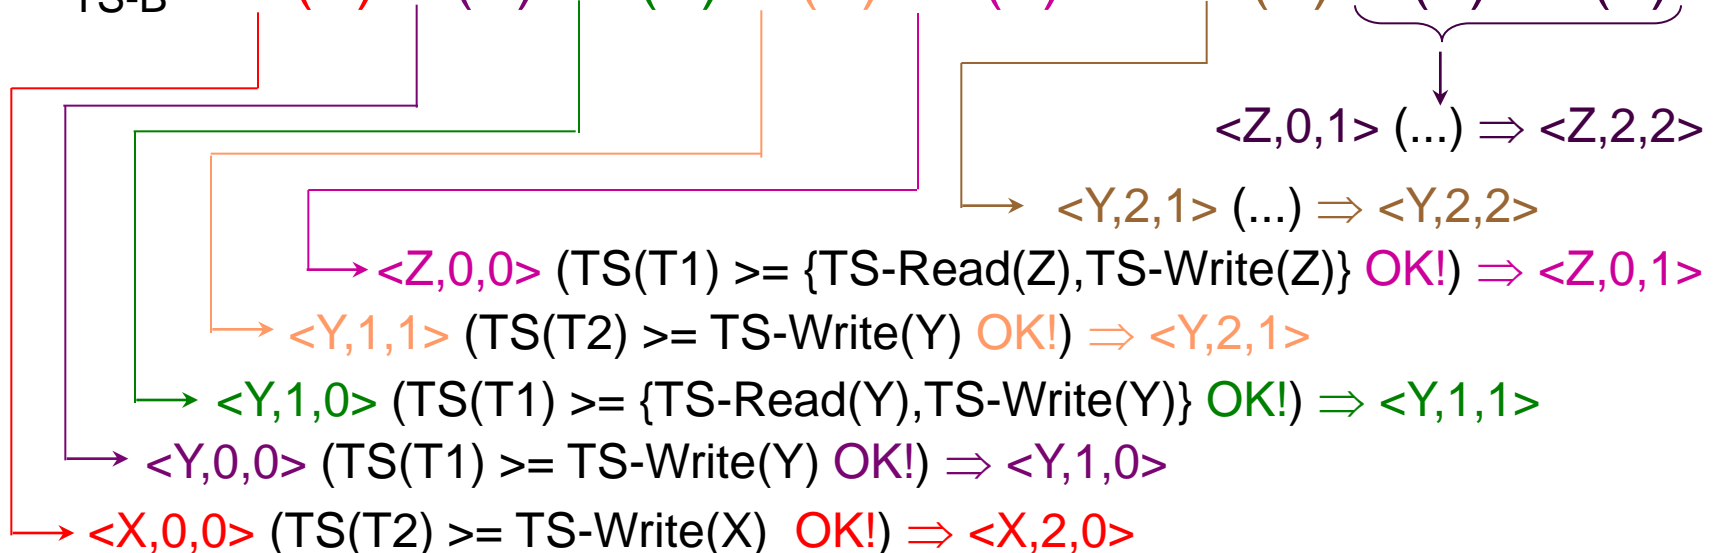 TS-B
<Z,0,1> (...) ⇒ <Z,2,2>
<Y,2,1> (...) ⇒ <Y,2,2>
<Z,0,0> (TS(T1) >= {TS-Read(Z),TS-Write(Z)} OK!) ⇒ <Z,0,1>
<Y,1,1> (TS(T2) >= TS-Write(Y) OK!) ⇒ <Y,2,1>
<Y,1,0> (TS(T1) >= {TS-Read(Y),TS-Write(Y)} OK!) ⇒ <Y,1,1>
<Y,0,0> (TS(T1) >= TS-Write(Y) OK!) ⇒ <Y,1,0>
<X,0,0> (TS(T2) >= TS-Write(X) OK!) ⇒ <X,2,0>